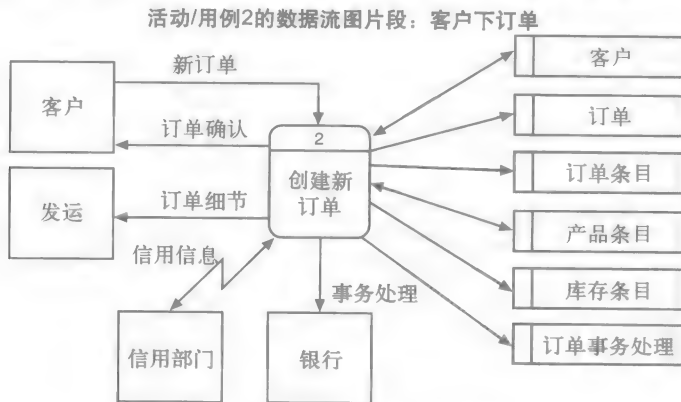 活动/用例2的数据流图片段：客户下订单
客户
新订单
订单确认
发运
订单细节
信用信息
信用部门
2
创建新
订单
事务处理
银行
客户
订单
订单条目
产品条目
库存条目
订单事务处理